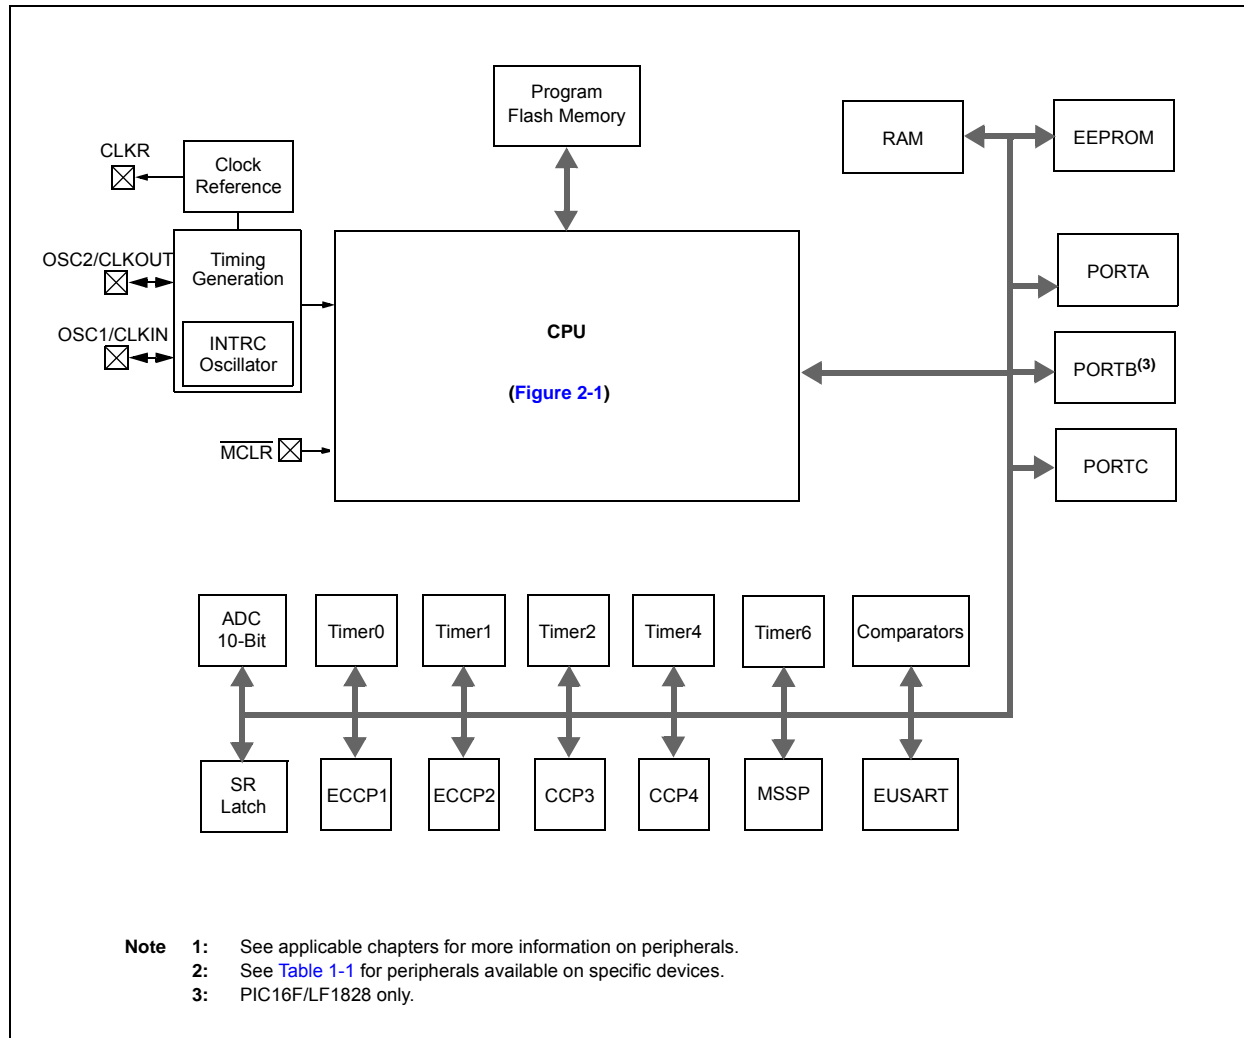 Program
Flash Memory
RAM
EEPROM
CLKR
Clock
Reference
OSC2/CLKOUT
Timing
Generation
OSC1/CLKIN
INTRC
Oscillator
MCLR
CPU
(Figure 2-1)
PORTA
PORTB(3)
PORTC
ADC
10-Bit
Timer0
Timer1
Timer2
Timer4
Timer6
Comparators
SR
Latch
ECCP1
ECCP2
CCP3
CCP4
MSSP
EUSART
Note 1: See applicable chapters for more information on peripherals.
2: See Table 1-1 for peripherals available on specific devices.
3: PIC16F/LF1828 only.